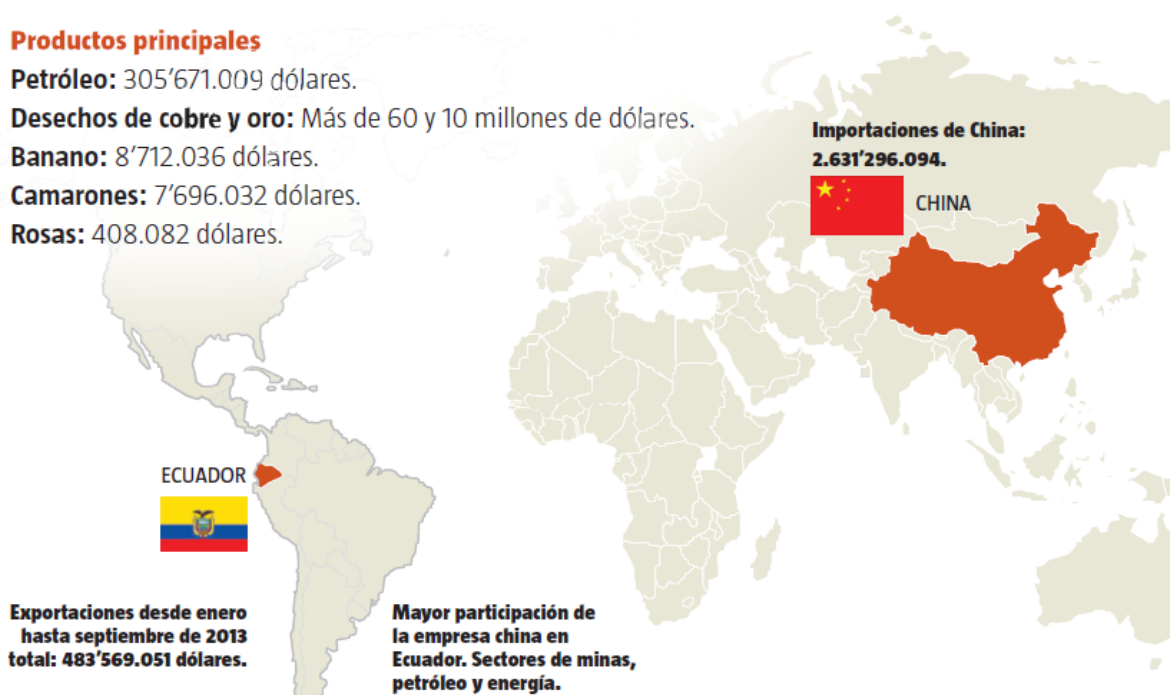 Productos principales
Petróleo: 305’671.009 dólares.
Desechos de cobre y oro: Más de 60 y 10 millones de dólares.
Banano: 8’712.036 dólares.
Camarones: 7’696.032 dólares.
Rosas: 408.082 dólares.
Importaciones de China:
2.631’296.094.
CHINA
ECUADOR
Exportaciones desde enero
hasta septiembre de 2013
total: 483’569.051 dólares.
Mayor participación de
la empresa china en
Ecuador. Sectores de minas,
petróleo y energía.